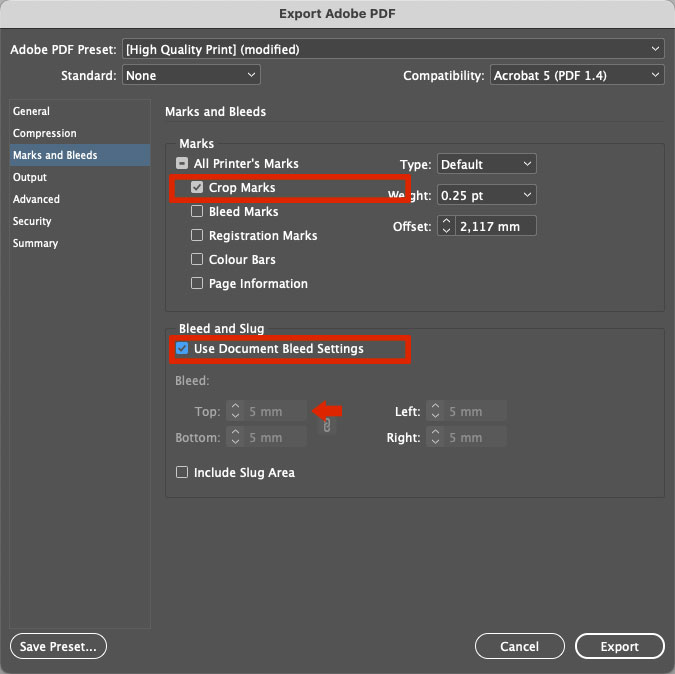 Export Adobe PDF
Adobe PDF Preset: [High Quality Print] (modified)
Standard: None Compatibility: Acrobat 5 (PDF 1.4)
General
Compression
Marks and Bleeds
Output
Advanced
Security
Summary
Marks and Bleeds
Marks
All Printer's Marks
Crop Marks
Bleed Marks
Registration Marks
Colour Bars
Page Information
Type: Default
Weight: 0.25 pt
Offset: 2,117 mm
Bleed and Slug
Use Document Bleed Settings
Bleed:
Top: 5 mm Left: 5 mm
Bottom: 5 mm Right: 5 mm
Include Slug Area
Save Preset... Cancel Export